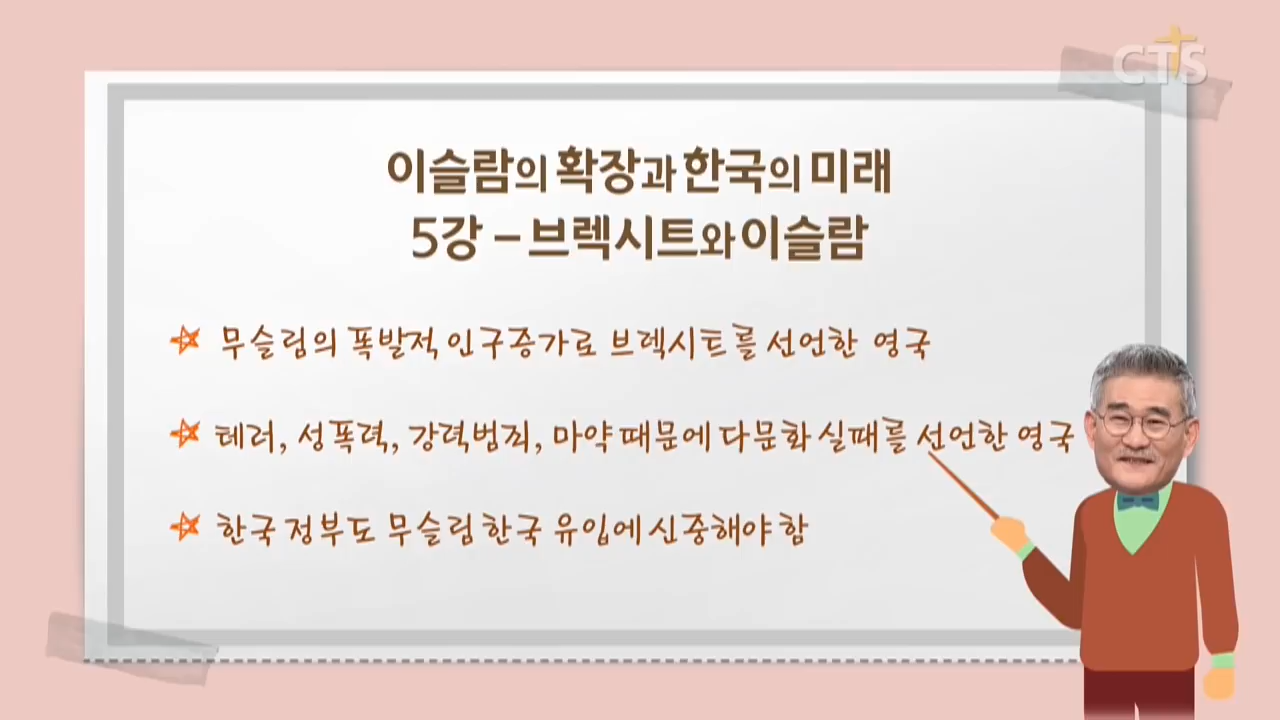 CTS
이슬람의 확장과 한국의 미래
5강 – 브렉시트와 이슬람
무슬림의 폭발적 인구증가로 브렉시트를 선언한 영국
테러, 성폭력, 강력범죄, 마약 때문에 다문화 실패를 선언한 영국
한국 정부도 무슬림 한국 유입에 신중해야 함